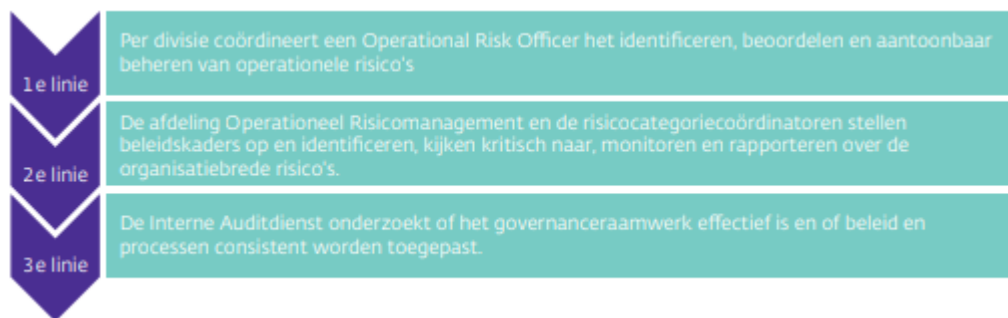 1e linie
Per divisie coördineert een Operational Risk Officer het identificeren, beoordelen en aantoonbaar
beheren van operationele risico's
2e linie
De afdeling Operationeel Risicomanagement en de risicocategoriecoördinatoren stellen
beleidskaders op en identificeren, kijken kritisch naar, monitoren en rapporteren over de
organisatiebrede risico's.
3e linie
De Interne Auditdienst onderzoekt of het governanceraamwerk effectief is en of beleid en
processen consistent worden toegepast.